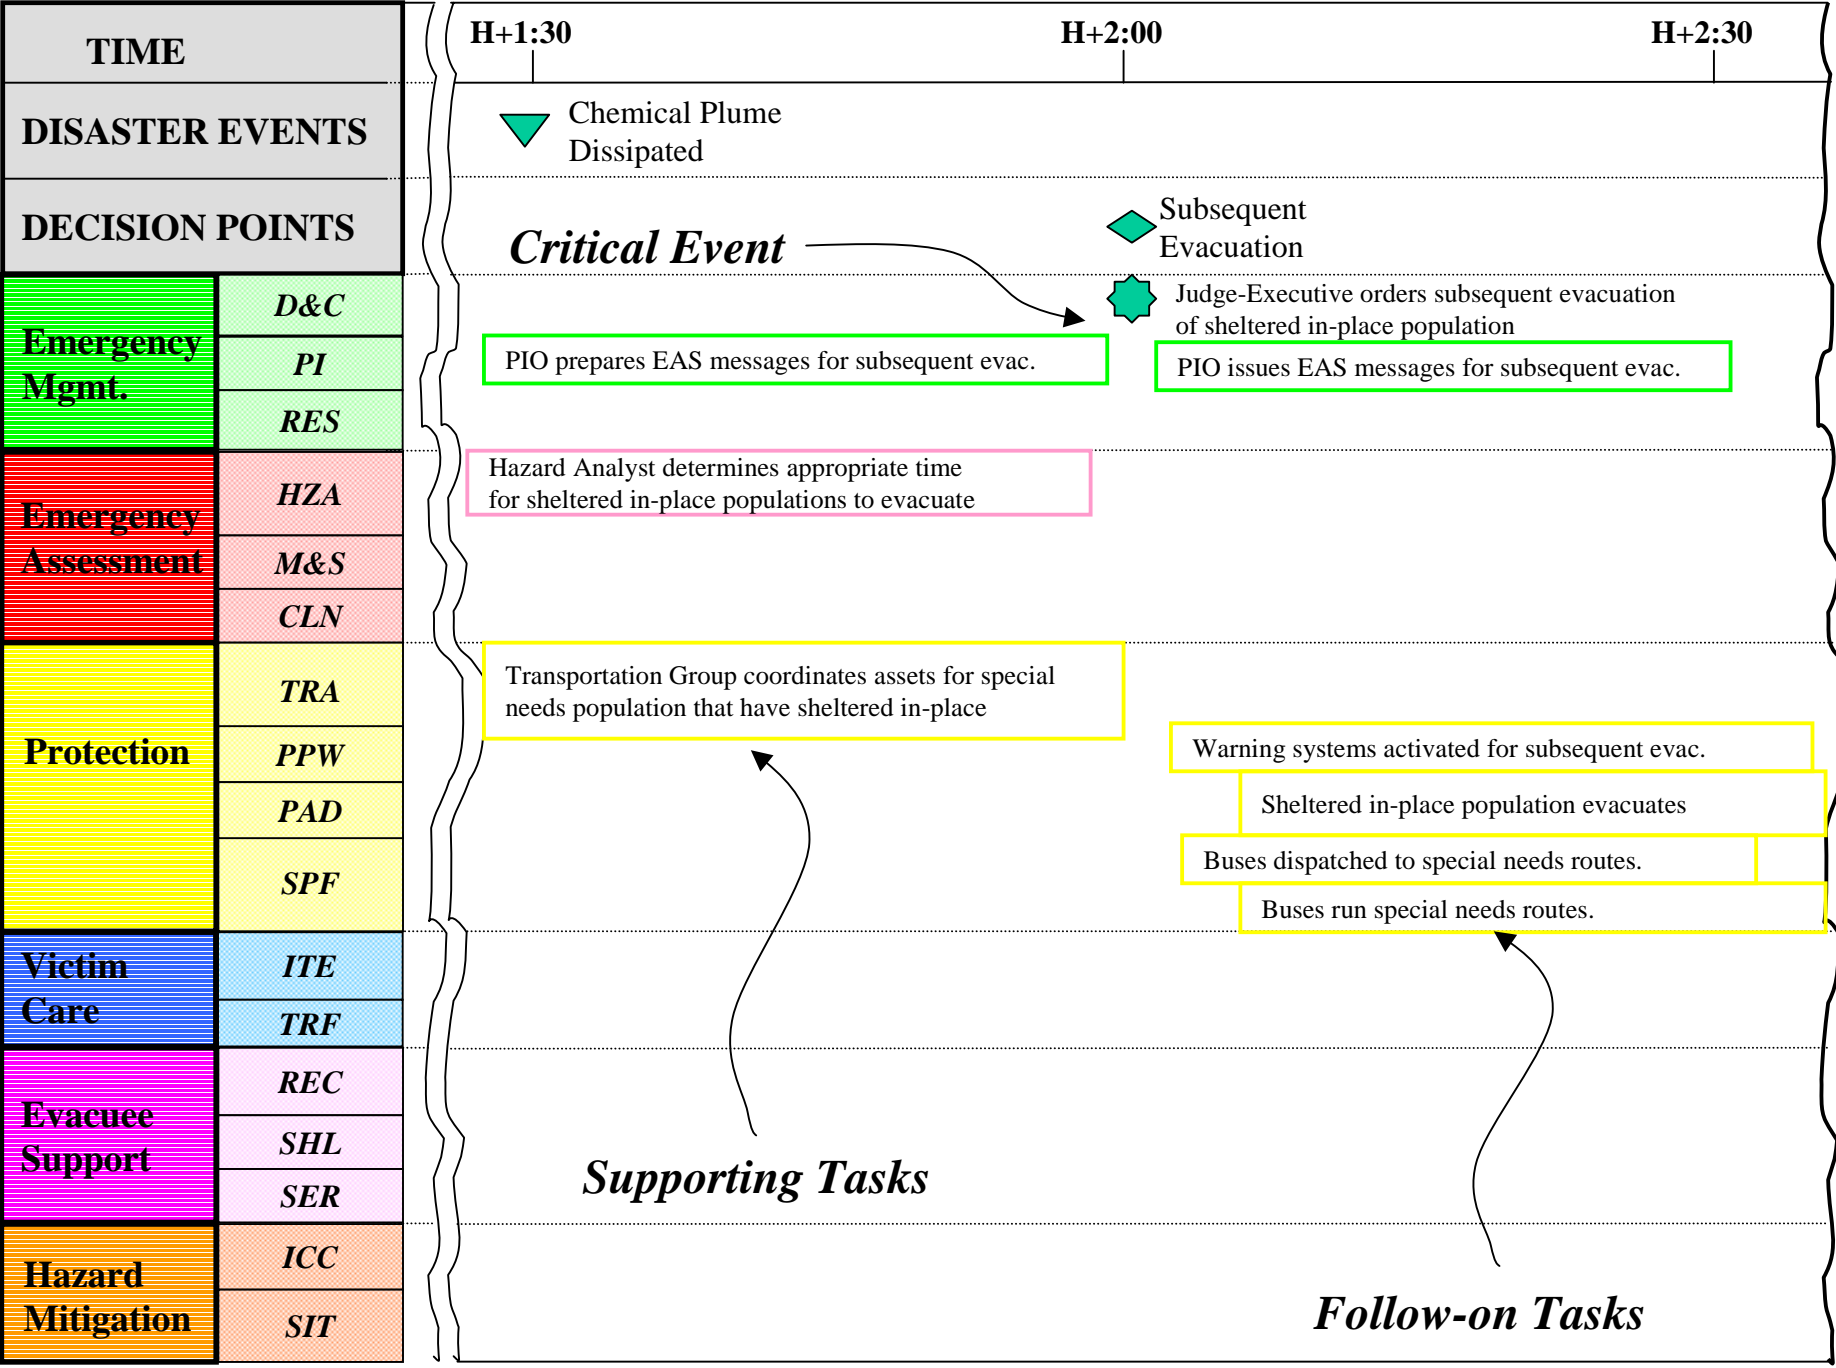 TIME
H+1:30
H+2:00
H+2:30
DISASTER EVENTS
Chemical Plume
Dissipated
DECISION POINTS
Critical Event
Subsequent
Evacuation
Emergency
Mgmt.
D&C
Judge-Executive orders subsequent evacuation
of sheltered in-place population
PI
PIO prepares EAS messages for subsequent evac.
PIO issues EAS messages for subsequent evac.
RES
Emergency
Assessment
HZA
Hazard Analyst determines appropriate time
for sheltered in-place populations to evacuate
M&S
CLN
Protection
TRA
Transportation Group coordinates assets for special
needs population that have sheltered in-place
PPW
Warning systems activated for subsequent evac.
PAD
Sheltered in-place population evacuates
SPF
Buses dispatched to special needs routes.
Buses run special needs routes.
Victim
Care
ITE
TRF
Evacuee
Support
REC
SHL
SER
Supporting Tasks
Hazard
Mitigation
ICC
SIT
Follow-on Tasks